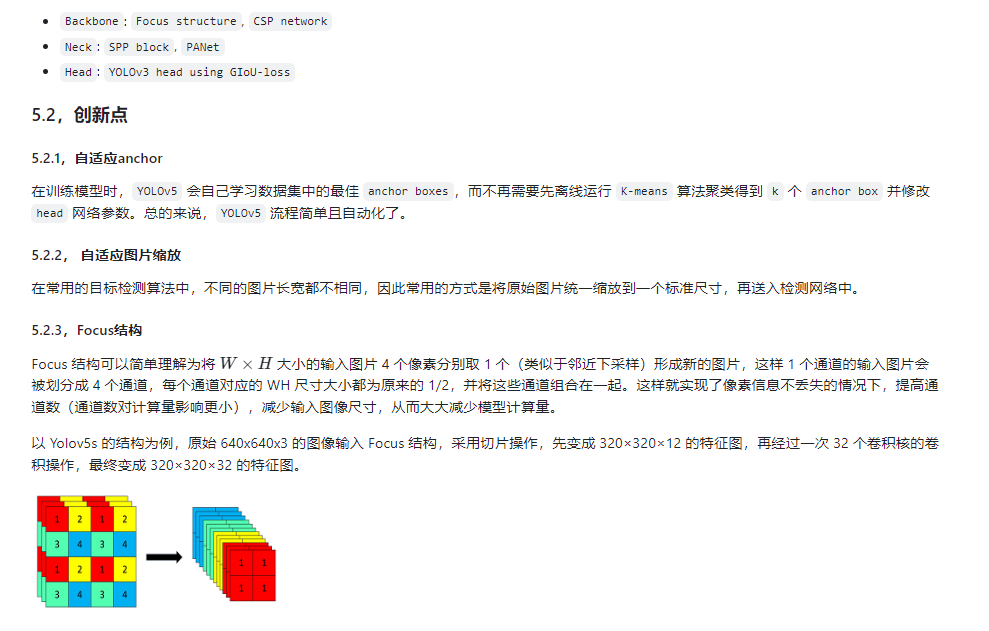 Backbone : Focus structure , CSP network
Neck : SPP block , PANet
Head : YOLOv3 head using GIoU-loss
5.2，创新点
5.2.1，自适应anchor
在训练模型时， YOLOv5 会自己学习数据集中的最佳 anchor boxes ，而不再需要先离线运行 K-means 算法聚类得到 k 个 anchor box 并修改
head 网络参数。总的来说， YOLOv5 流程简单且自动化了。
5.2.2， 自适应图片缩放
在常用的目标检测算法中，不同的图片长宽都不相同，因此常用的方式是将原始图片统一缩放到一个标准尺寸，再送入检测网络中。
5.2.3，Focus结构
Focus 结构可以简单理解为将 W × H 大小的输入图片 4 个像素分别取 1 个（类似于邻近下采样）形成新的图片，这样 1 个通道的输入图片会
被划分成 4 个通道，每个通道对应的 WH 尺寸大小都为原来的 1/2，并将这些通道组合在一起。这样就实现了像素信息不丢失的情况下，提高通
道数（通道数对计算量影响更小），减少输入图像尺寸，从而大大减少模型计算量。
以 Yolov5s 的结构为例，原始 640x640x3 的图像输入 Focus 结构，采用切片操作，先变成 320×320×12 的特征图，再经过一次 32 个卷积核的卷
积操作，最终变成 320×320×32 的特征图。
1 2 1 2
3 4 3 4
1 2 1 2
3 4 3 4
1 1
1 1